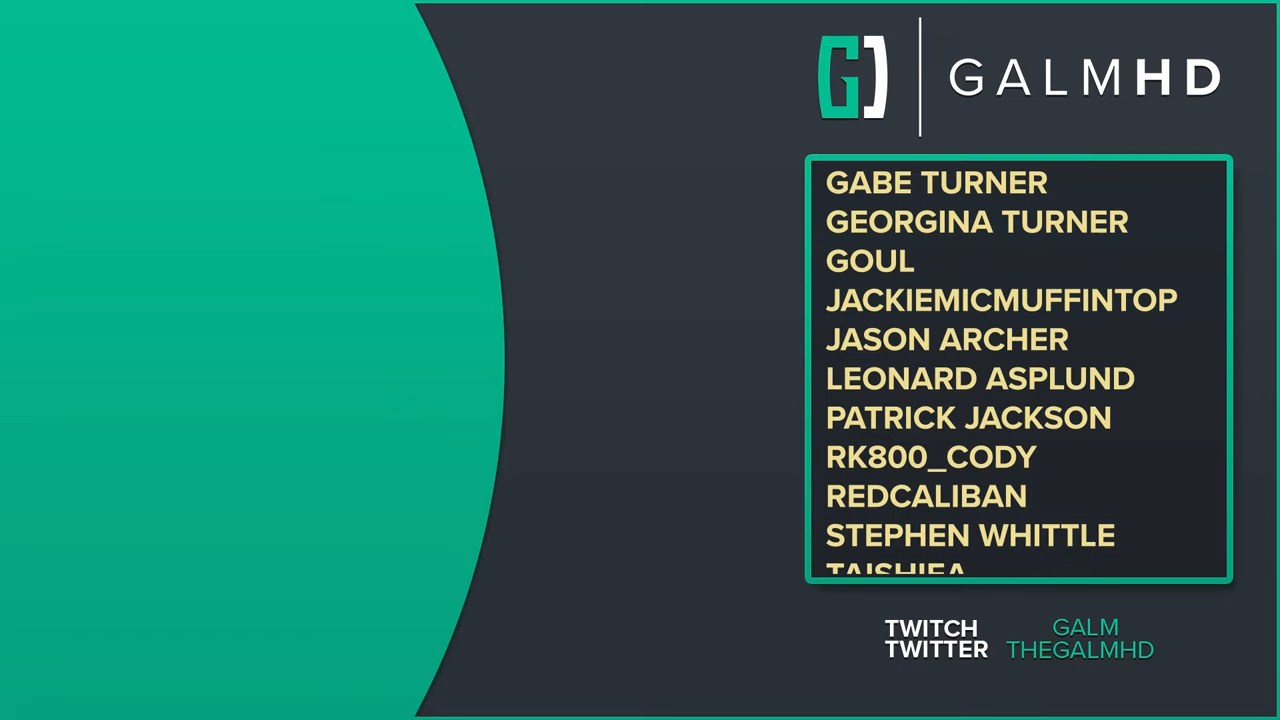 G
GALMHD
GABE TURNER
GEORGINA TURNER
GOUL
JACKIEMICMUFFINTOP
JASON ARCHER
LEONARD ASPLUND
PATRICK JACKSON
RK800_CODY
REDCALIBAN
STEPHEN WHITTLE
TWITCH GALM
TWITTER THEGALMHD